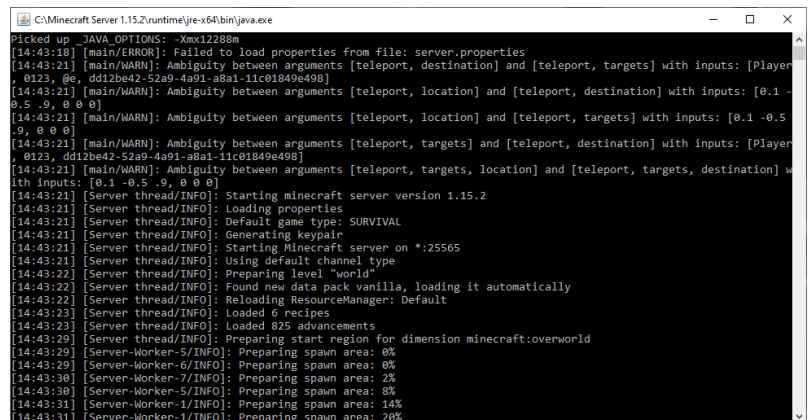 C:\Minecraft Server 1.15.2\runtime\jre-x64\bin\java.exe
Picked up _JAVA_OPTIONS: -Xmx12288m
[14:43:18] [main/ERROR]: Failed to load properties from file: server.properties
[14:43:21] [main/WARN]: Ambiguity between arguments [teleport, destination] and [teleport, targets] with inputs: [Player
, 0123, @e, dd12be42-52a9-4a91-a8a1-11c01849e498]
[14:43:21] [main/WARN]: Ambiguity between arguments [teleport, location] and [teleport, destination] with inputs: [0.1 -
0.5 .9, 0 0 0]
[14:43:21] [main/WARN]: Ambiguity between arguments [teleport, location] and [teleport, targets] with inputs: [0.1 -0.5
.9, 0 0 0]
[14:43:21] [main/WARN]: Ambiguity between arguments [teleport, targets] and [teleport, destination] with inputs: [Player
, 0123, dd12be42-52a9-4a91-a8a1-11c01849e498]
[14:43:21] [main/WARN]: Ambiguity between arguments [teleport, targets, location] and [teleport, targets, destination] w
ith inputs: [0.1 -0.5 .9, 0 0 0]
[14:43:21] [Server thread/INFO]: Starting minecraft server version 1.15.2
[14:43:21] [Server thread/INFO]: Loading properties
[14:43:21] [Server thread/INFO]: Default game type: SURVIVAL
[14:43:21] [Server thread/INFO]: Generating keypair
[14:43:21] [Server thread/INFO]: Starting Minecraft server on *:25565
[14:43:21] [Server thread/INFO]: Using default channel type
[14:43:22] [Server thread/INFO]: Preparing level "world"
[14:43:22] [Server thread/INFO]: Found new data pack vanilla, loading it automatically
[14:43:22] [Server thread/INFO]: Reloading ResourceManager: Default
[14:43:23] [Server thread/INFO]: Loaded 6 recipes
[14:43:23] [Server thread/INFO]: Loaded 825 advancements
[14:43:29] [Server thread/INFO]: Preparing start region for dimension minecraft:overworld
[14:43:29] [Server-Worker-5/INFO]: Preparing spawn area: 0%
[14:43:29] [Server-Worker-6/INFO]: Preparing spawn area: 0%
[14:43:30] [Server-Worker-7/INFO]: Preparing spawn area: 2%
[14:43:30] [Server-Worker-5/INFO]: Preparing spawn area: 8%
[14:43:31] [Server-Worker-1/INFO]: Preparing spawn area: 14%
[14:43:31] [Server-Worker-1/INFO]: Preparing spawn area: 20%